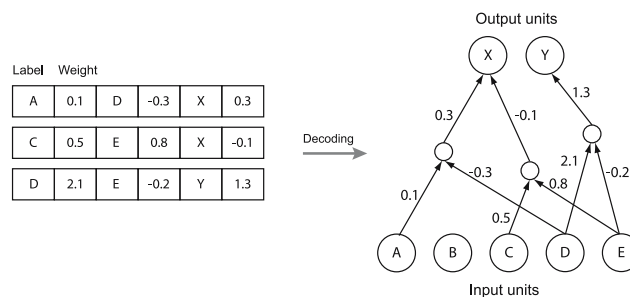 Output units
X Y
Label Weight
A 0.1 D -0.3 X 0.3
C 0.5 E 0.8 X -0.1
D 2.1 E -0.2 Y 1.3
Decoding
1.3
0.3 -0.1
-0.3 2.1 -0.2
0.1 0.8
0.5
A B C D E
Input units